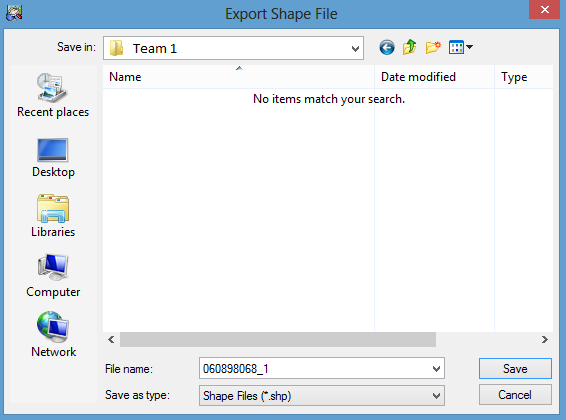 Export Shape File
Save in: Team 1
Name Date modified Type
No items match your search.
Recent places
Desktop
Libraries
Computer
Network
File name: 060898068_1 Save
Save as type: Shape Files (*.shp) Cancel